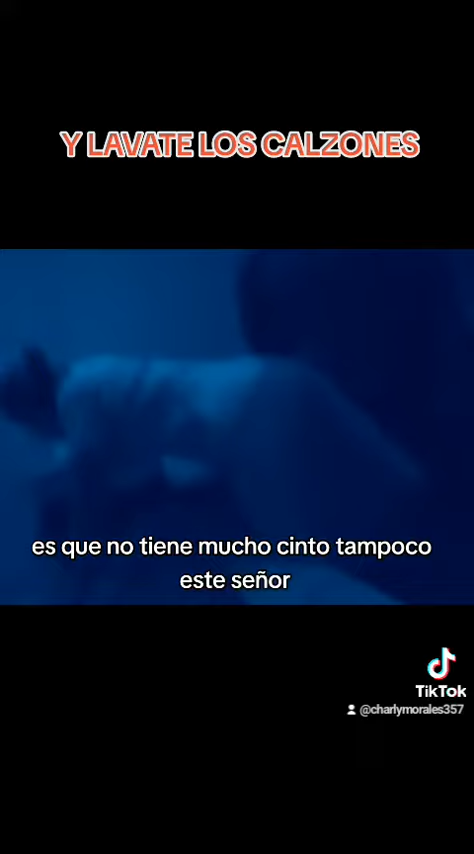 Y LAVATE LOS CALZONES
es que no tiene mucho cinto tampoco
este señor
TikTok
@charlymorales357